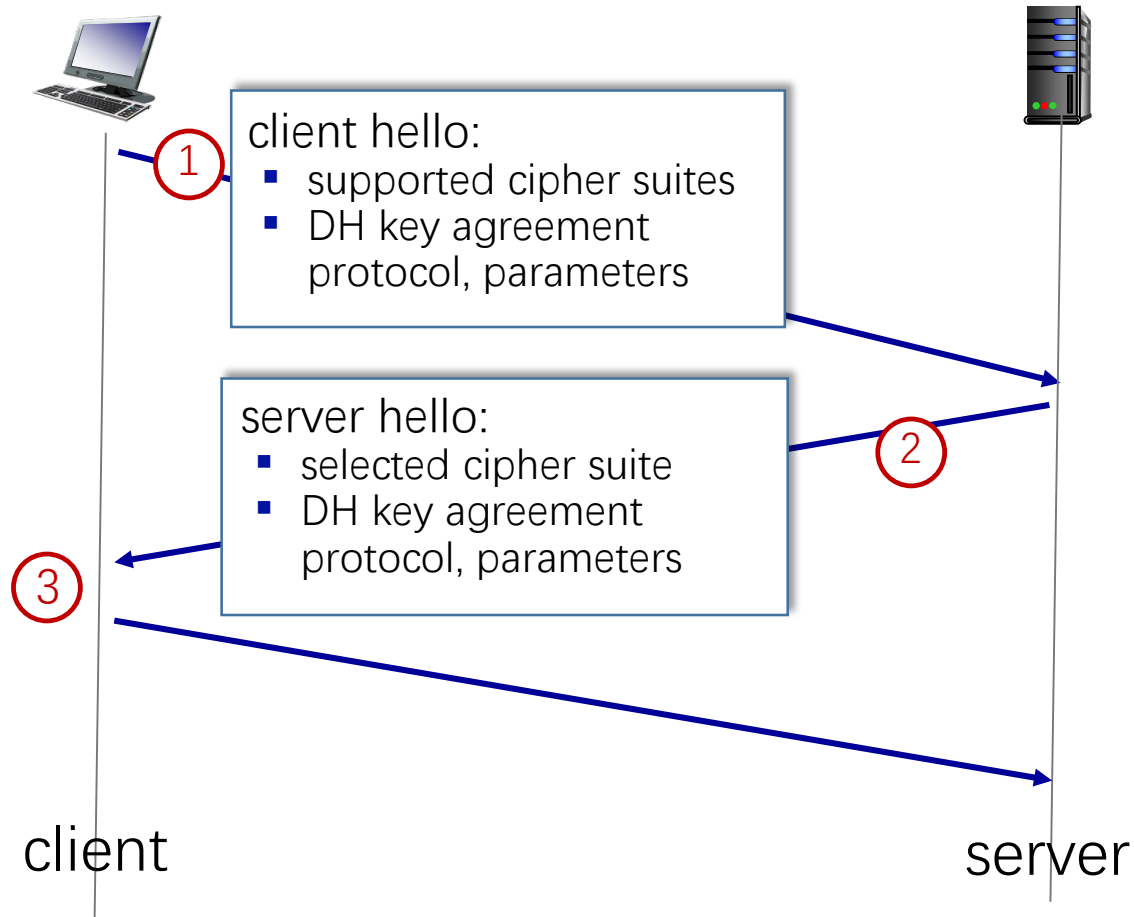 1
client hello:
▪ supported cipher suites
▪ DH key agreement
protocol, parameters
server hello:
▪ selected cipher suite
▪ DH key agreement
protocol, parameters
2
3
client
server